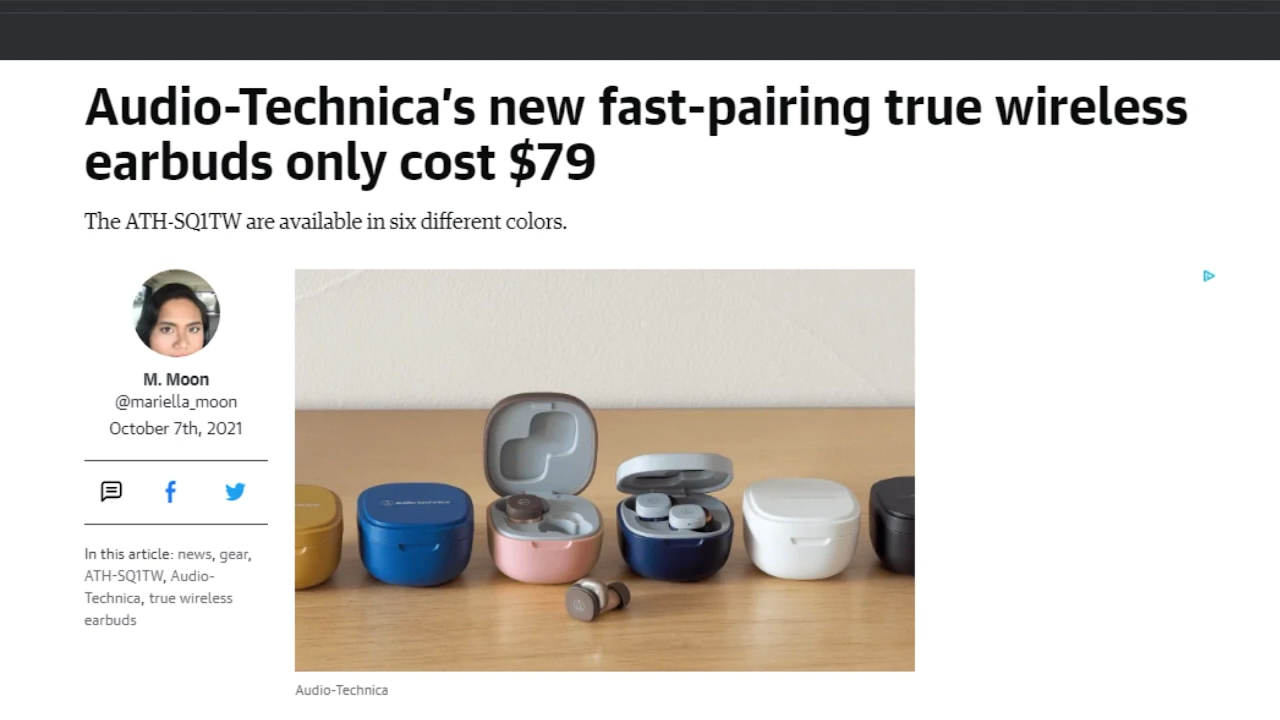 Audio-Technica's new fast-pairing true wireless
earbuds only cost $79
The ATH-SQ1TW are available in six different colors.
M. Moon
@mariella_moon
October 7th, 2021
In this article: news, gear,
ATH-SQ1TW, Audio-
Technica, true wireless
earbuds
audio-technica
Audio-Technica